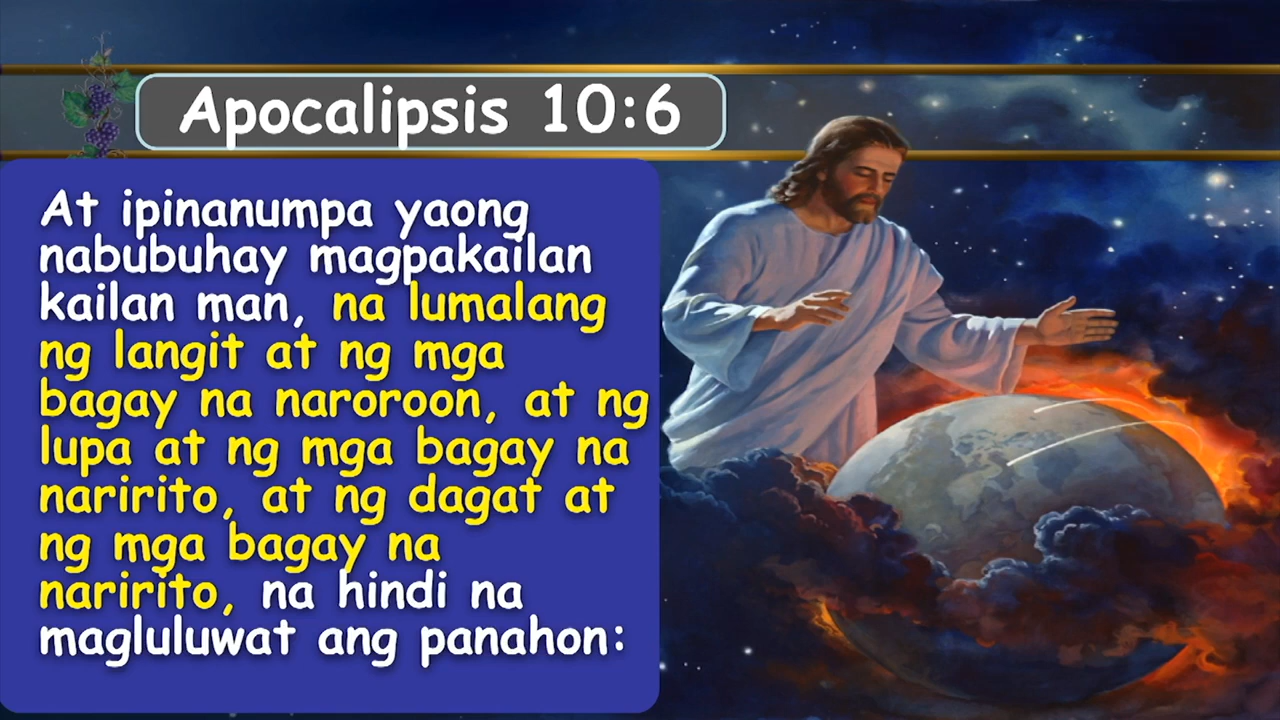 Apocalipsis 10:6
At ipinanumpa yaong
nabubuhay magpakailan
kailan man, na lumalang
ng langit at ng mga
bagay na naroroon, at ng
lupa at ng mga bagay na
naririto, at ng dagat at
ng mga bagay na
naririto, na hindi na
magluluwat ang panahon: